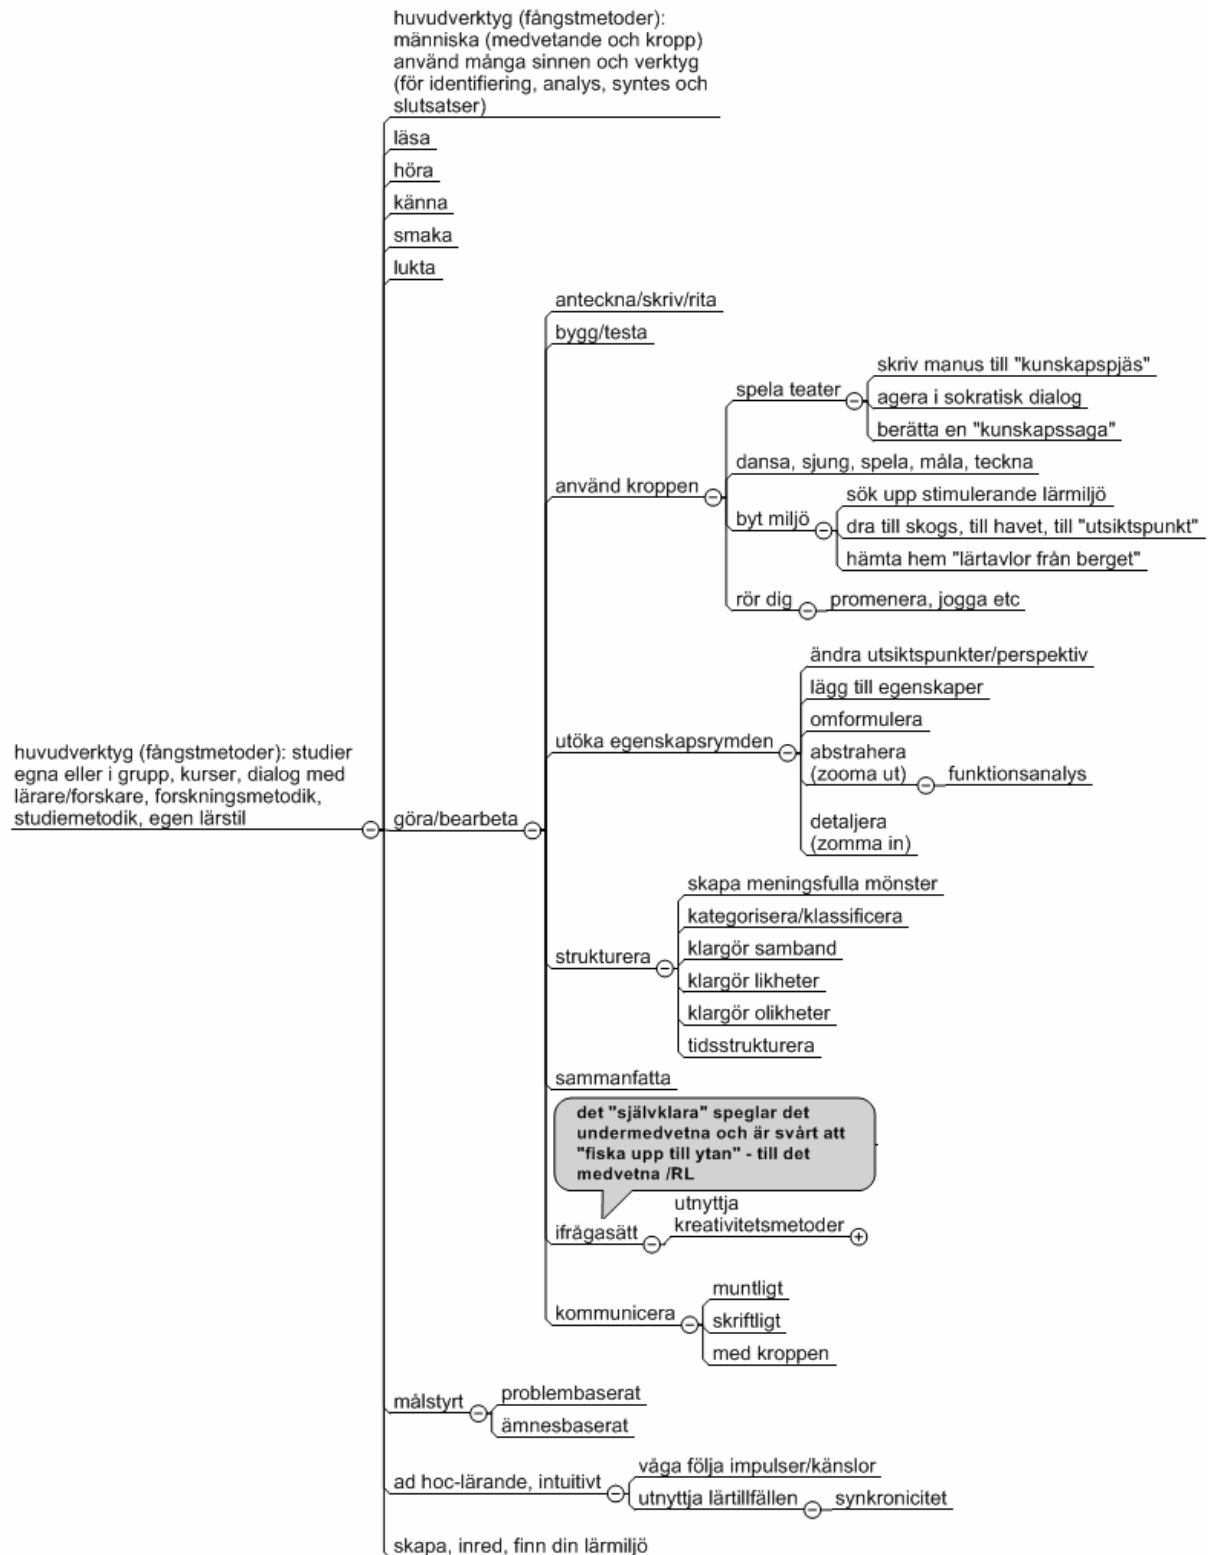 huvudverktyg (fångstmetoder):
människa (medvetande och kropp)
använd många sinnen och verktyg
(för identifiering, analys, syntes och
slutsatser)
läsa
höra
känna
smaka
lukta
huvudverktyg (fångstmetoder): studier
egna eller i grupp, kurser, dialog med
lärare/forskare, forskningsmetodik,
studiemetodik, egen lärstil
göra/bearbeta
anteckna/skriv/rita
bygg/testa
använd kroppen
spela teater
skriv manus till "kunskapspjäs"
agera i sokratisk dialog
berätta en "kunskapssaga"
dansa, sjung, spela, måla, teckna
byt miljö
sök upp stimulerande lärmiljö
dra till skogs, till havet, till "utsiktspunkt"
hämta hem "lärtavlor från berget"
rör dig
promenera, jogga etc
utöka egenskapsrymden
ändra utsiktspunkter/perspektiv
lägg till egenskaper
omformulera
abstrahera
(zooma ut)
funktionsanalys
detaljera
(zomma in)
strukturera
skapa meningsfulla mönster
kategorisera/klassificera
klargör samband
klargör likheter
klargör olikheter
tidsstrukturera
sammanfatta
det "självklara" speglar det
undermedvetna och är svårt att
"fiska upp till ytan" - till det
medvetna /RL
ifrågasätt
utnyttja
kreativitetsmetoder
kommunicera
muntligt
skriftligt
med kroppen
målstyrt
problembaserat
ämnesbaserat
ad hoc-lärande, intuitivt
våga följa impulser/känslor
utnyttja lärtillfällen
synkronicitet
skapa, inred, finn din lärmiljö